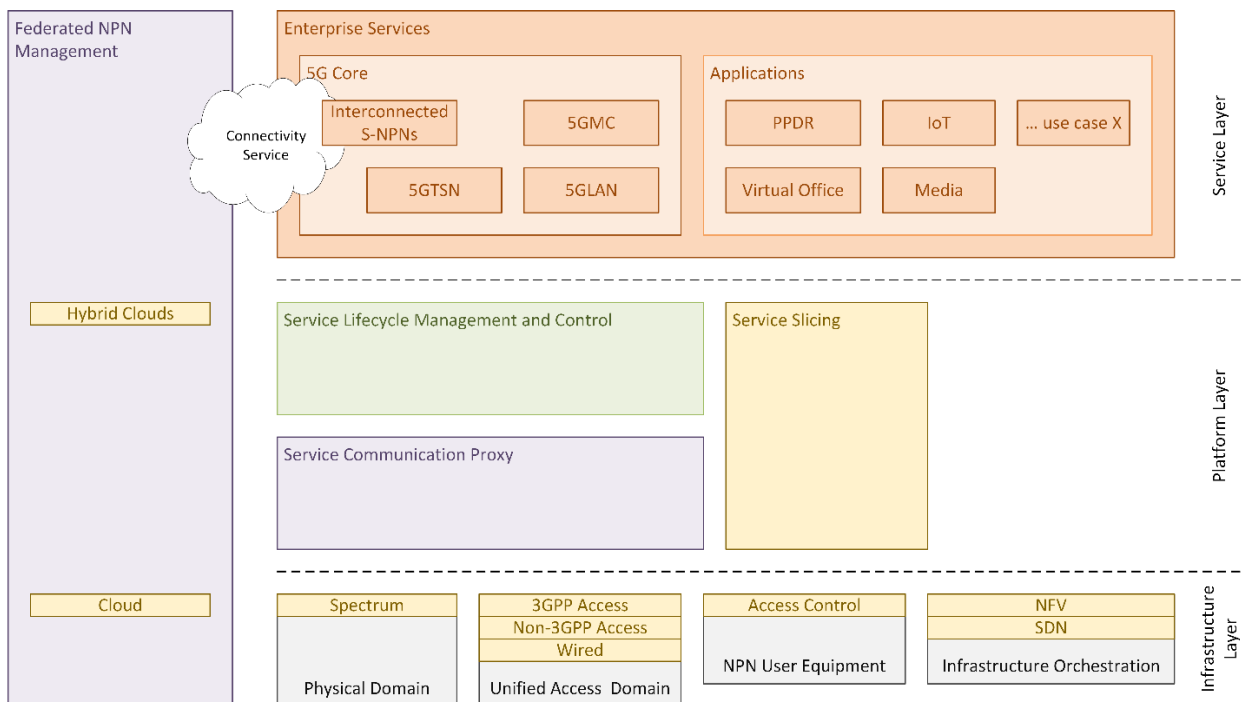 Federated NPN
Management
Enterprise Services
5G Core
Applications
Connectivity
Service
Interconnected
S-NPNs
5GMC
PPDR
IoT
... use case X
5GTSN
5GLAN
Virtual Office
Media
Service Layer
Hybrid Clouds
Service Lifecycle Management and Control
Service Slicing
Service Communication Proxy
Platform Layer
Cloud
Spectrum
Physical Domain
3GPP Access
Non-3GPP Access
Wired
Unified Access Domain
Access Control
NPN User Equipment
NFV
SDN
Infrastructure Orchestration
Infrastructure
Layer